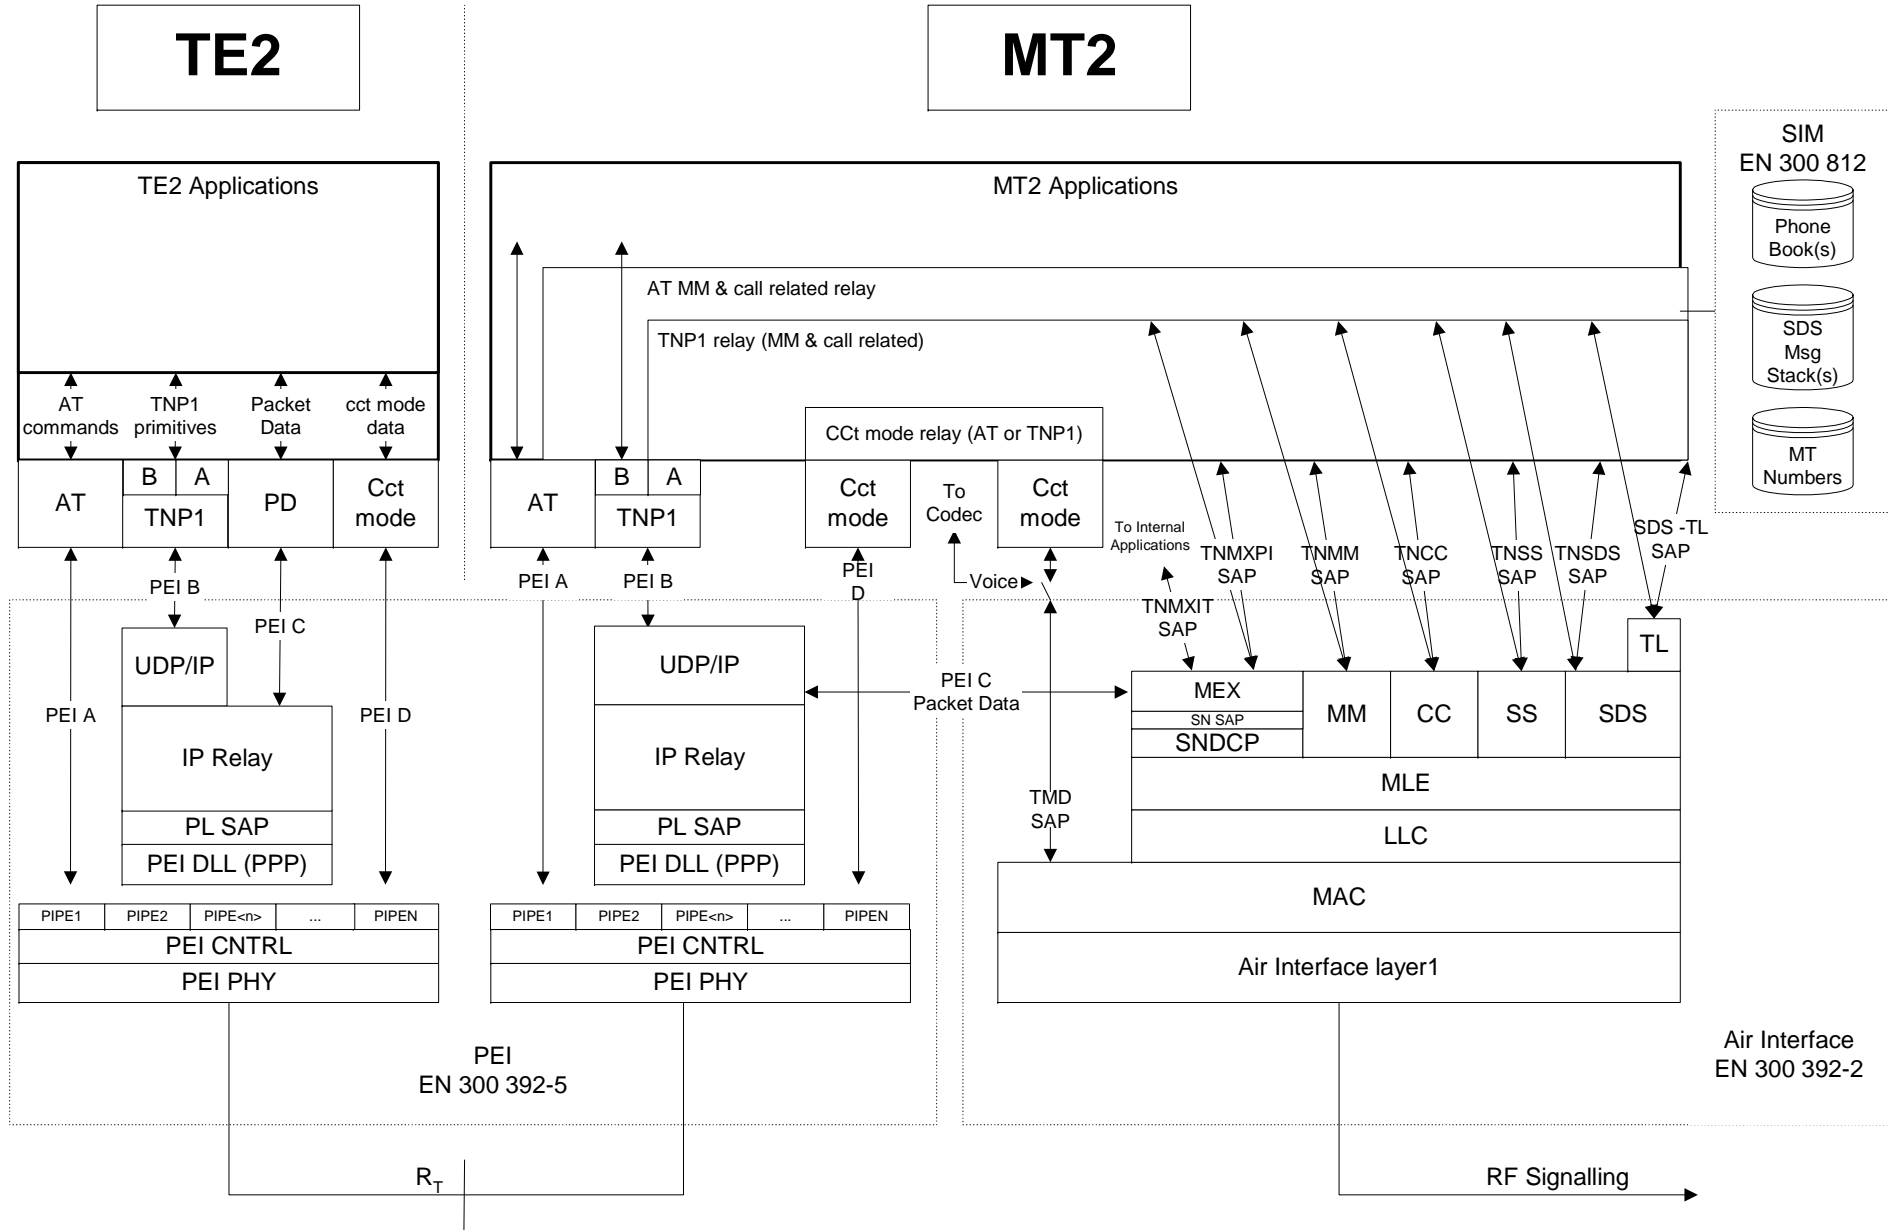 TE2
MT2
SIM
EN 300 812
Phone
Book(s)
SDS
Msg
Stack(s)
MT
Numbers
TE2 Applications
AT
commands
TNP1
primitives
Packet
Data
cct mode
data
AT
B
A
TNP1
PD
Cct
mode
MT2 Applications
AT MM & call related relay
TNP1 relay (MM & call related)
CCt mode relay (AT or TNP1)
AT
B
A
TNP1
Cct
mode
To
Codec
Cct
mode
To Internal
Applications
TNMXPI
SAP
TNMM
SAP
TNCC
SAP
TNSS
SAP
TNSDS
SAP
SDS -TL
SAP
PEI B
PEI C
PEI A
PEI D
PEI A
PEI B
PEI
D
Voice
TNMXIT
SAP
UDP/IP
IP Relay
PL SAP
PEI DLL (PPP)
PIPE1
PIPE2
PIPE<n>
...
PIPEN
PEI CNTRL
PEI PHY
UDP/IP
IP Relay
PL SAP
PEI DLL (PPP)
PIPE1
PIPE2
PIPE<n>
...
PIPEN
PEI CNTRL
PEI PHY
PEI C
Packet Data
TMD
SAP
TL
MEX
SN SAP
SNDCP
MM
CC
SS
SDS
MLE
LLC
MAC
Air Interface layer1
PEI
EN 300 392-5
Air Interface
EN 300 392-2
RT
RF Signalling